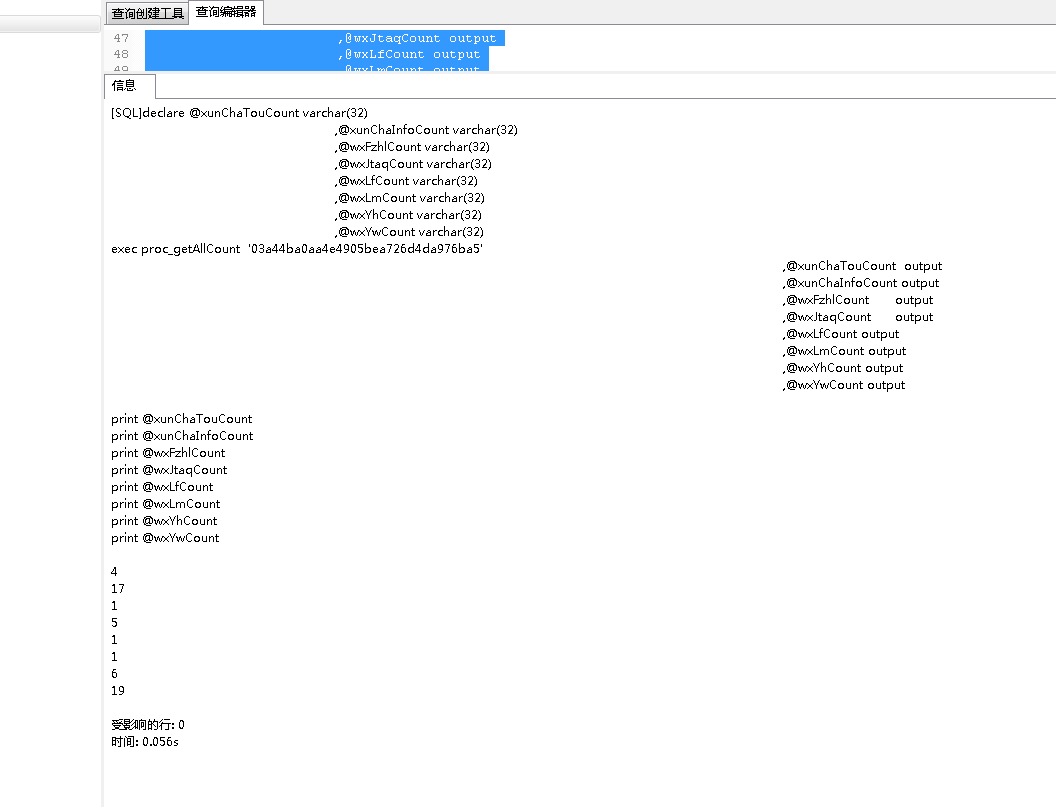 查询创建工具 查询编辑器
47 ,@wxJtaqCount output
48 ,@wxLfCount output
49 ,@wxLmCount output
信息
[SQL]declare @xunChaTouCount varchar(32)
,@xunChaInfoCount varchar(32)
,@wxFzhlCount varchar(32)
,@wxJtaqCount varchar(32)
,@wxLfCount varchar(32)
,@wxLmCount varchar(32)
,@wxYhCount varchar(32)
,@wxYwCount varchar(32)
exec proc_getAllCount '03a44ba0aa4e4905bea726d4da976ba5'
,@xunChaTouCount output
,@xunChaInfoCount output
,@wxFzhlCount output
,@wxJtaqCount output
,@wxLfCount output
,@wxLmCount output
,@wxYhCount output
,@wxYwCount output
print @xunChaTouCount
print @xunChaInfoCount
print @wxFzhlCount
print @wxJtaqCount
print @wxLfCount
print @wxLmCount
print @wxYhCount
print @wxYwCount
4
17
1
5
1
1
6
19
受影响的行: 0
时间: 0.056s